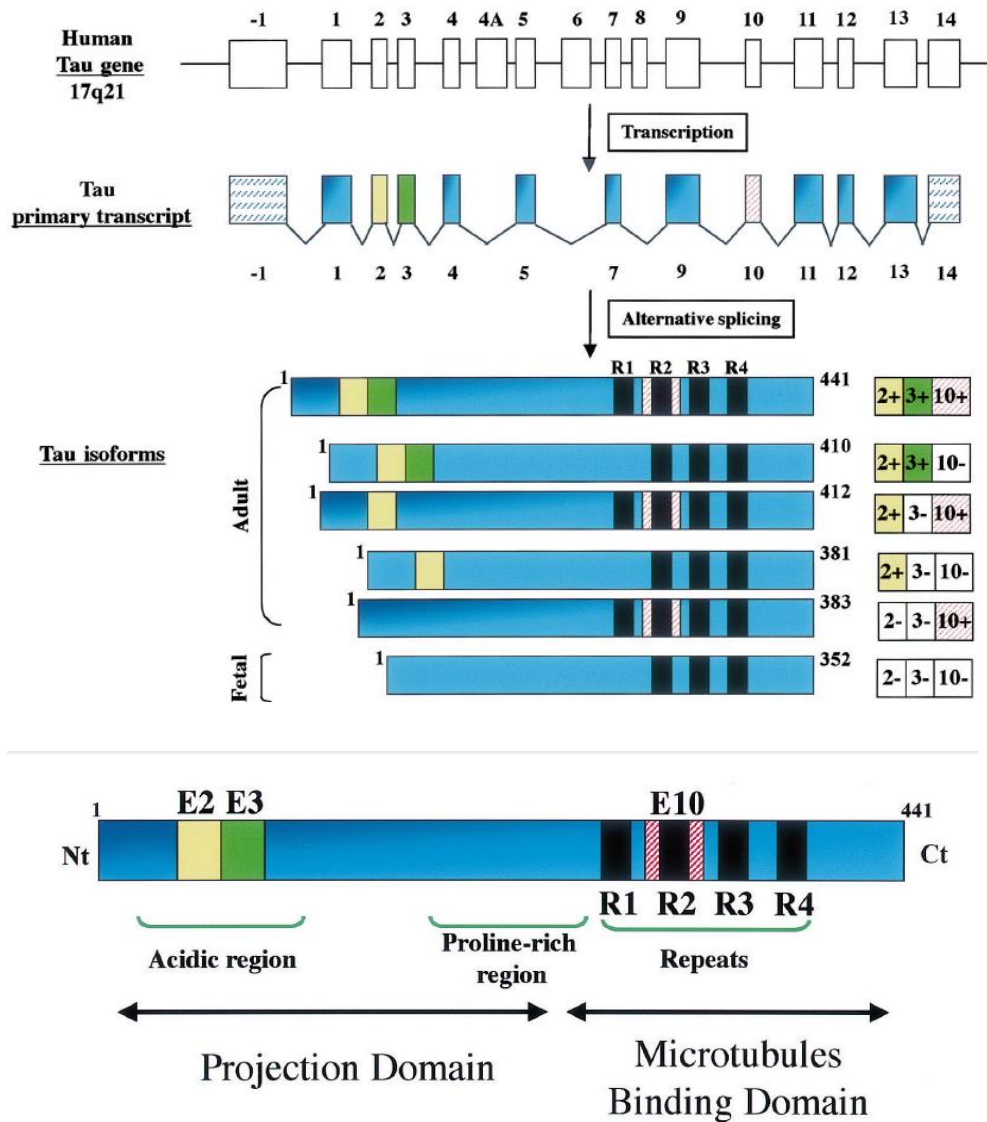 -1 1 2 3 4 4A 5 6 7 8 9 10 11 12 13 14
Human
Tau gene
17q21
Transcription
Tau
primary transcript
-1 1 2 3 4 5 7 9 10 11 12 13 14
Alternative splicing
R1 R2 R3 R4
1 441
2+ 3+ 10+
Tau isoforms
Adult
1 410
2+ 3+ 10-
1 412
2+ 3- 10+
1 381
2+ 3- 10-
1 383
2- 3- 10+
Fetal
1 352
2- 3- 10-
1 E2 E3 E10 441
Nt Ct
R1 R2 R3 R4
Acidic region
Proline-rich
region
Repeats
Projection Domain
Microtubules
Binding Domain